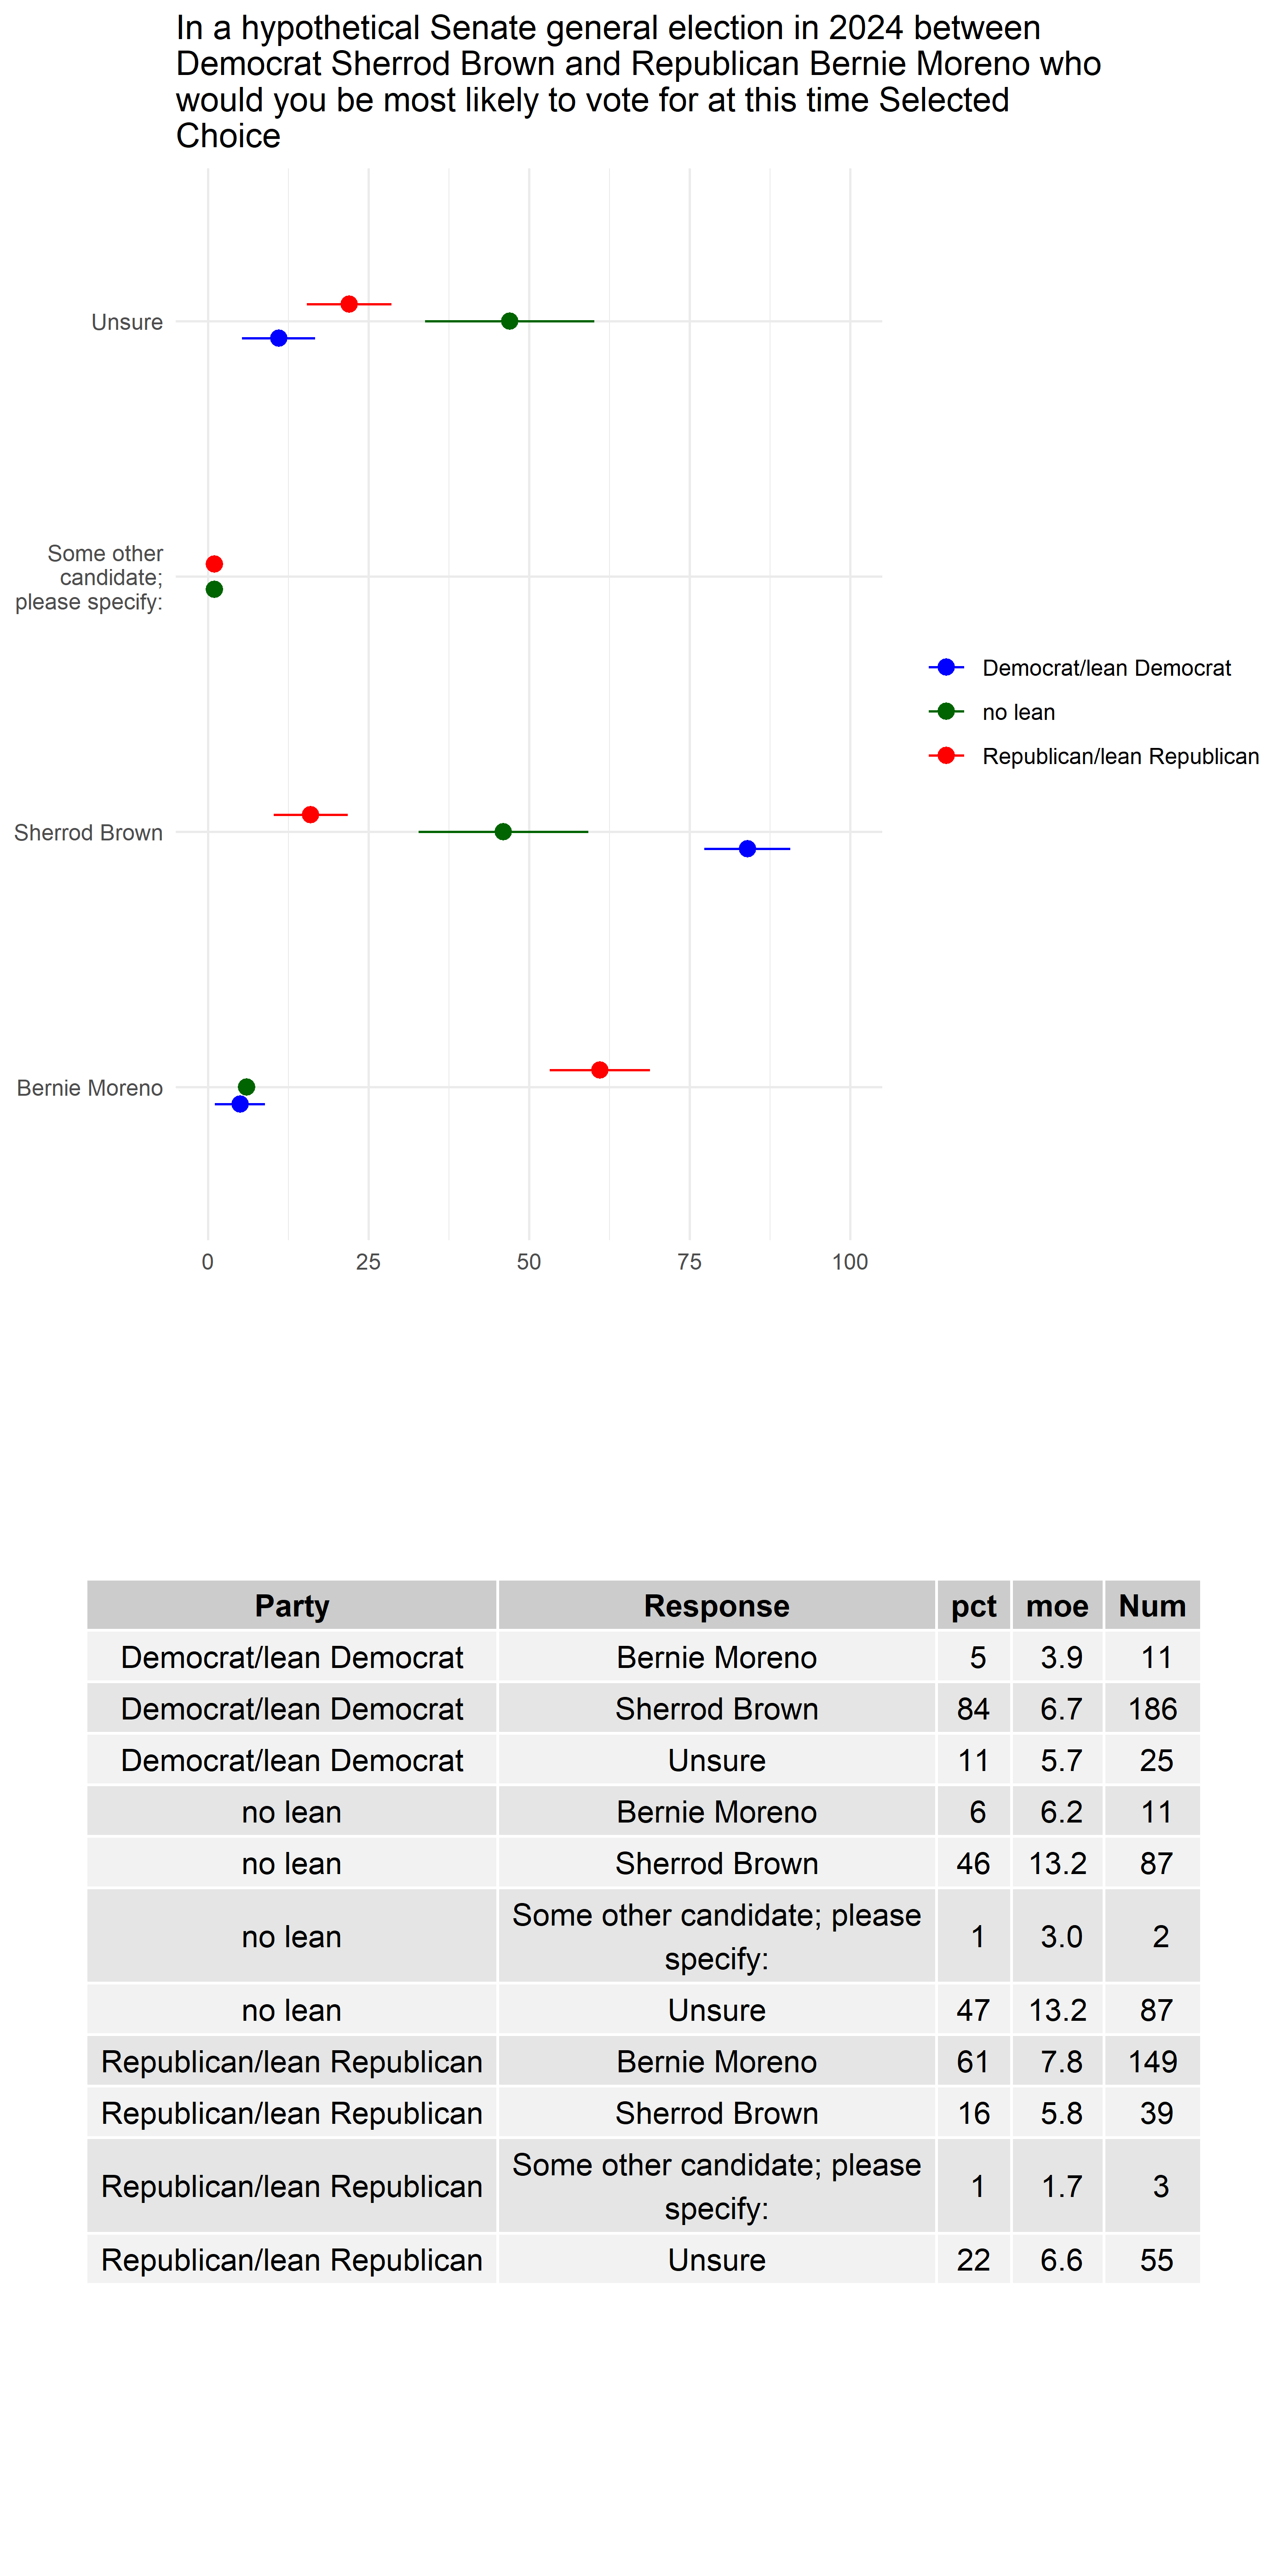 In a hypothetical Senate general election in 2024 between
Democrat Sherrod Brown and Republican Bernie Moreno who
would you be most likely to vote for at this time Selected
Choice
Unsure
Some other
candidate;
please specify:
Sherrod Brown
Bernie Moreno
0 25 50 75 100
Democrat/lean Democrat
no lean
Republican/lean Republican
Party Response pct moe Num
Democrat/lean Democrat Bernie Moreno 5 3.9 11
Democrat/lean Democrat Sherrod Brown 84 6.7 186
Democrat/lean Democrat Unsure 11 5.7 25
no lean Bernie Moreno 6 6.2 11
no lean Sherrod Brown 46 13.2 87
no lean Some other candidate; please
specify: 1 3.0 2
no lean Unsure 47 13.2 87
Republican/lean Republican Bernie Moreno 61 7.8 149
Republican/lean Republican Sherrod Brown 16 5.8 39
Republican/lean Republican Some other candidate; please
specify: 1 1.7 3
Republican/lean Republican Unsure 22 6.6 55